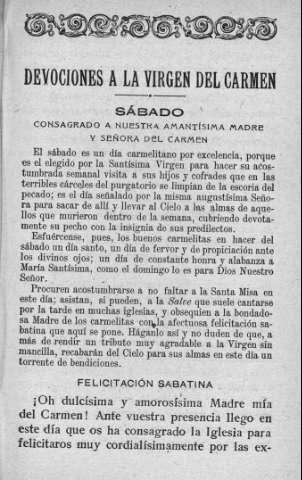 DEVOCIONES A LA VIRGEN DEL CARMEN
SÁBADO
CONSAGRADO A NUESTRA AMANTÍSIMA MADRE
Y SEÑORA DEL CARMEN
El sábado es un día carmelitano por excelencia, porque
es el elegido por la Santísima Virgen para hacer su acos-
tumbrada semanal visita a sus hijos y cofrades que en las
terribles cárceles del purgatorio se limpian de la escoria del
pecado; es el día señalado por la misma augustísima Seño-
ra para sacar de allí y llevar al Cielo a las almas de aque-
llos que murieron dentro de la semana, cubriendo devota-
mente su pecho con la insignia de sus predilectos.
Esfuércense, pues, los buenos carmelitas en hacer del
sábado un día santo, un día de fervor y de propiciación ante
los divinos ojos; un día de constante honra y alabanza a
María Santísima, como el domingo lo es para Dios Nuestro
Señor.
Procuren acostumbrarse a no faltar a la Santa Misa en
este día; asistan, si pueden, a la Salve que suele cantarse
por la tarde en muchas iglesias, y obsequien a la bondado-
sa Madre de los carmelitas con la afectuosa felicitación sa-
batina que aquí se pone. Háganlo así y no duden de que, a
más de rendir un tributo muy agradable a la Virgen sin
mancilla, recabarán del Cielo para sus almas en este día un
torrente de bendiciones.
FELICITACIÓN SABATINA
¡Oh dulcísima y amorosísima Madre mía
del Carmen! Ante vuestra presencia llego en
este día que os ha consagrado la Iglesia para
felicitaros muy cordialísimamente por las ex-